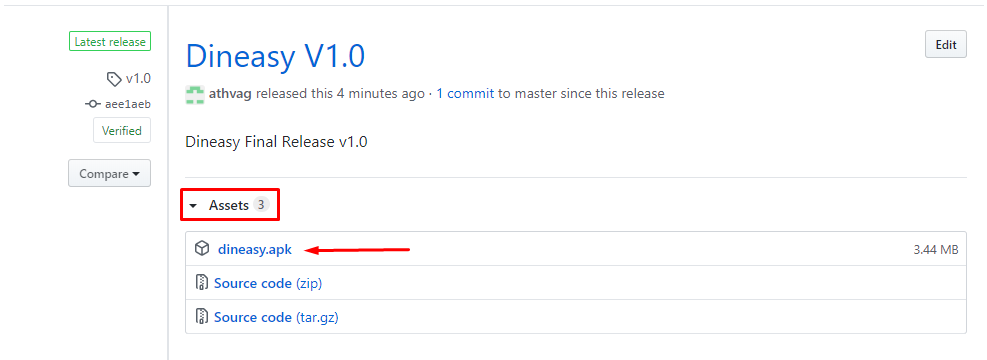 Latest release
v1.0
aee1aeb
Verified
Compare
Dineasy V1.0
Edit
athvag released this 4 minutes ago · 1 commit to master since this release
Dineasy Final Release v1.0
Assets 3
dineasy.apk 3.44 MB
Source code (zip)
Source code (tar.gz)